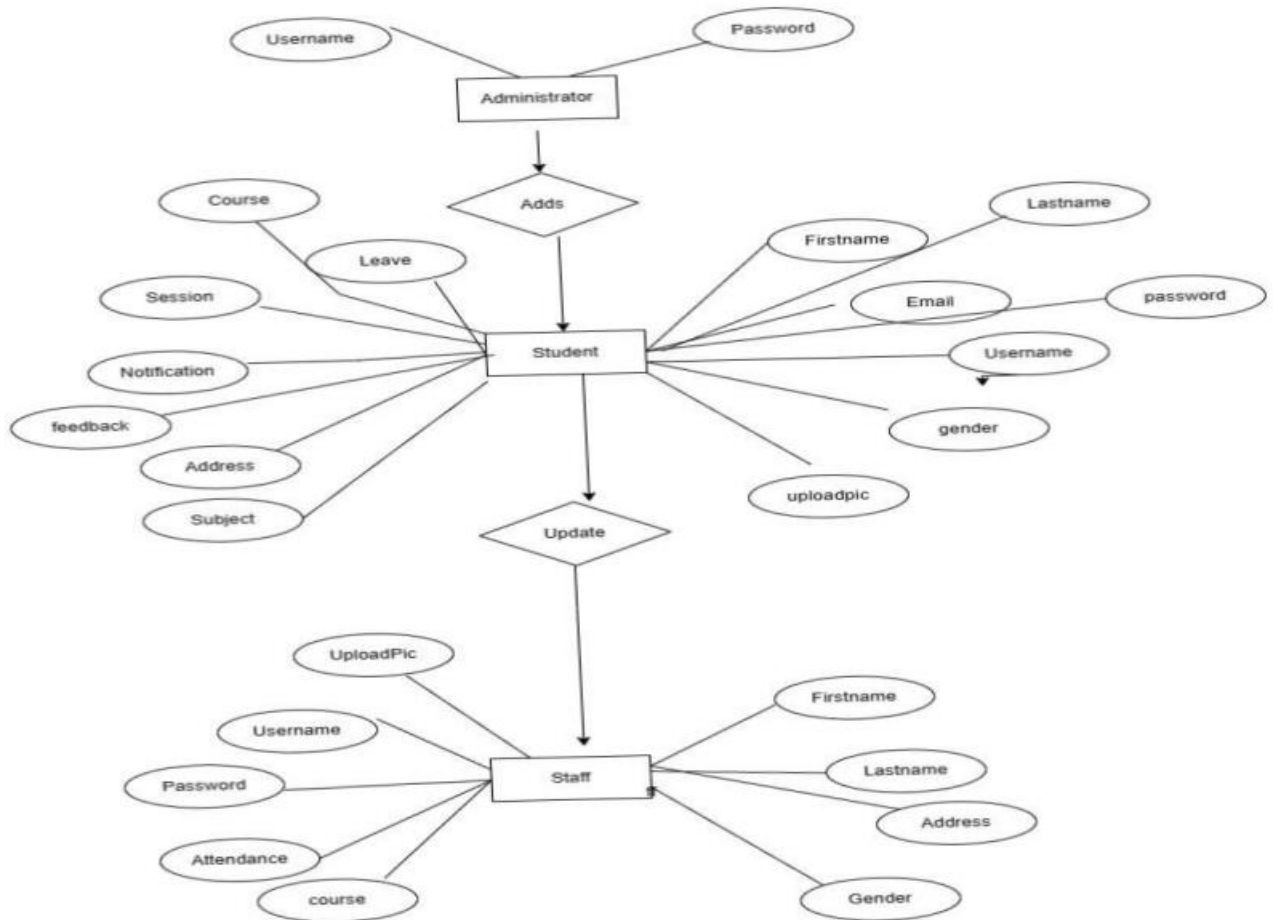 Username
Password
Administrator
Adds
Course
Lastname
Firstname
Leave
Session
Email
password
Student
Username
Notification
feedback
gender
Address
uploadpic
Subject
Update
UploadPic
Firstname
Username
Staff
Lastname
Password
Address
Attendance
course
Gender